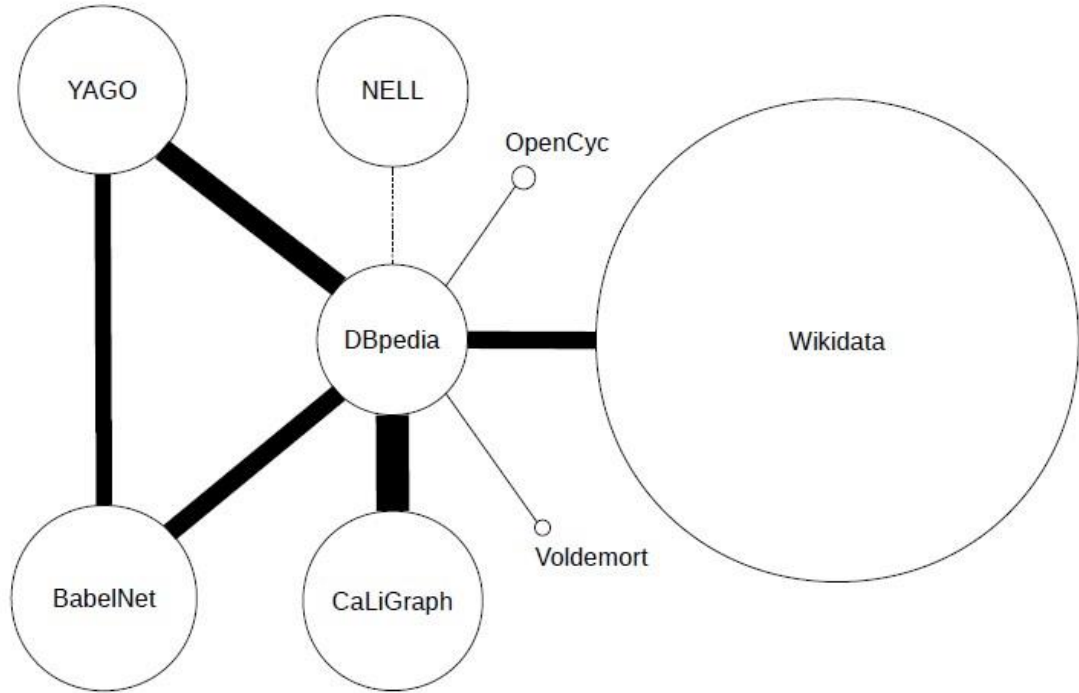 YAGO
NELL
OpenCyc
DBpedia
Wikidata
Voldemort
BabelNet
CaLiGraph